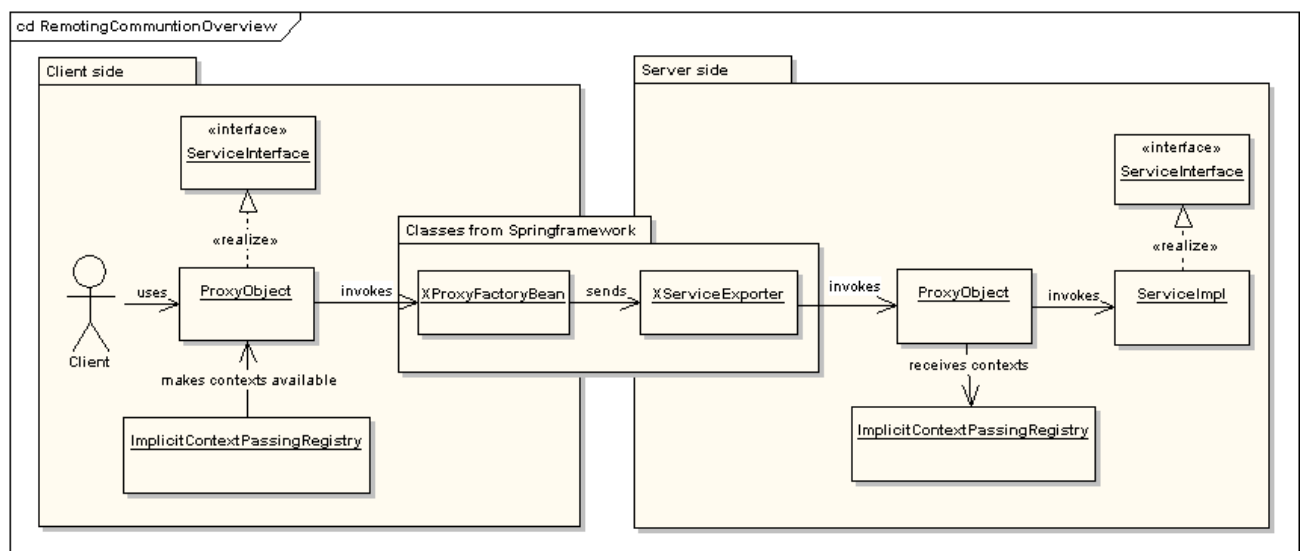 cd RemotingCommuntionOverview
Client side
Server side
«interface»
ServiceInterface
«interface»
ServiceInterface
«realize»
Classes from Springframework
«realize»
uses
ProxyObject
invokes
XProxyFactoryBean
sends
XServiceExporter
invokes
ProxyObject
invokes
ServiceImpl
Client
makes contexts available
receives contexts
ImplicitContextPassingRegistry
ImplicitContextPassingRegistry